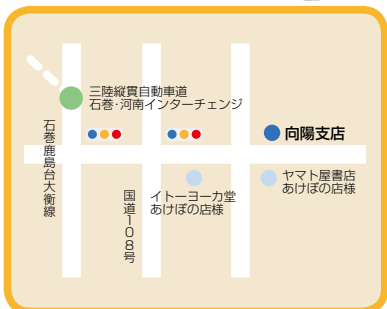 三陸縦貫自動車道
石巻・河南インターチェンジ
向陽支店
石巻鹿島台大衡線
国道108号
イトーヨーカ堂
あけぼの店様
ヤマト屋書店
あけぼの店様